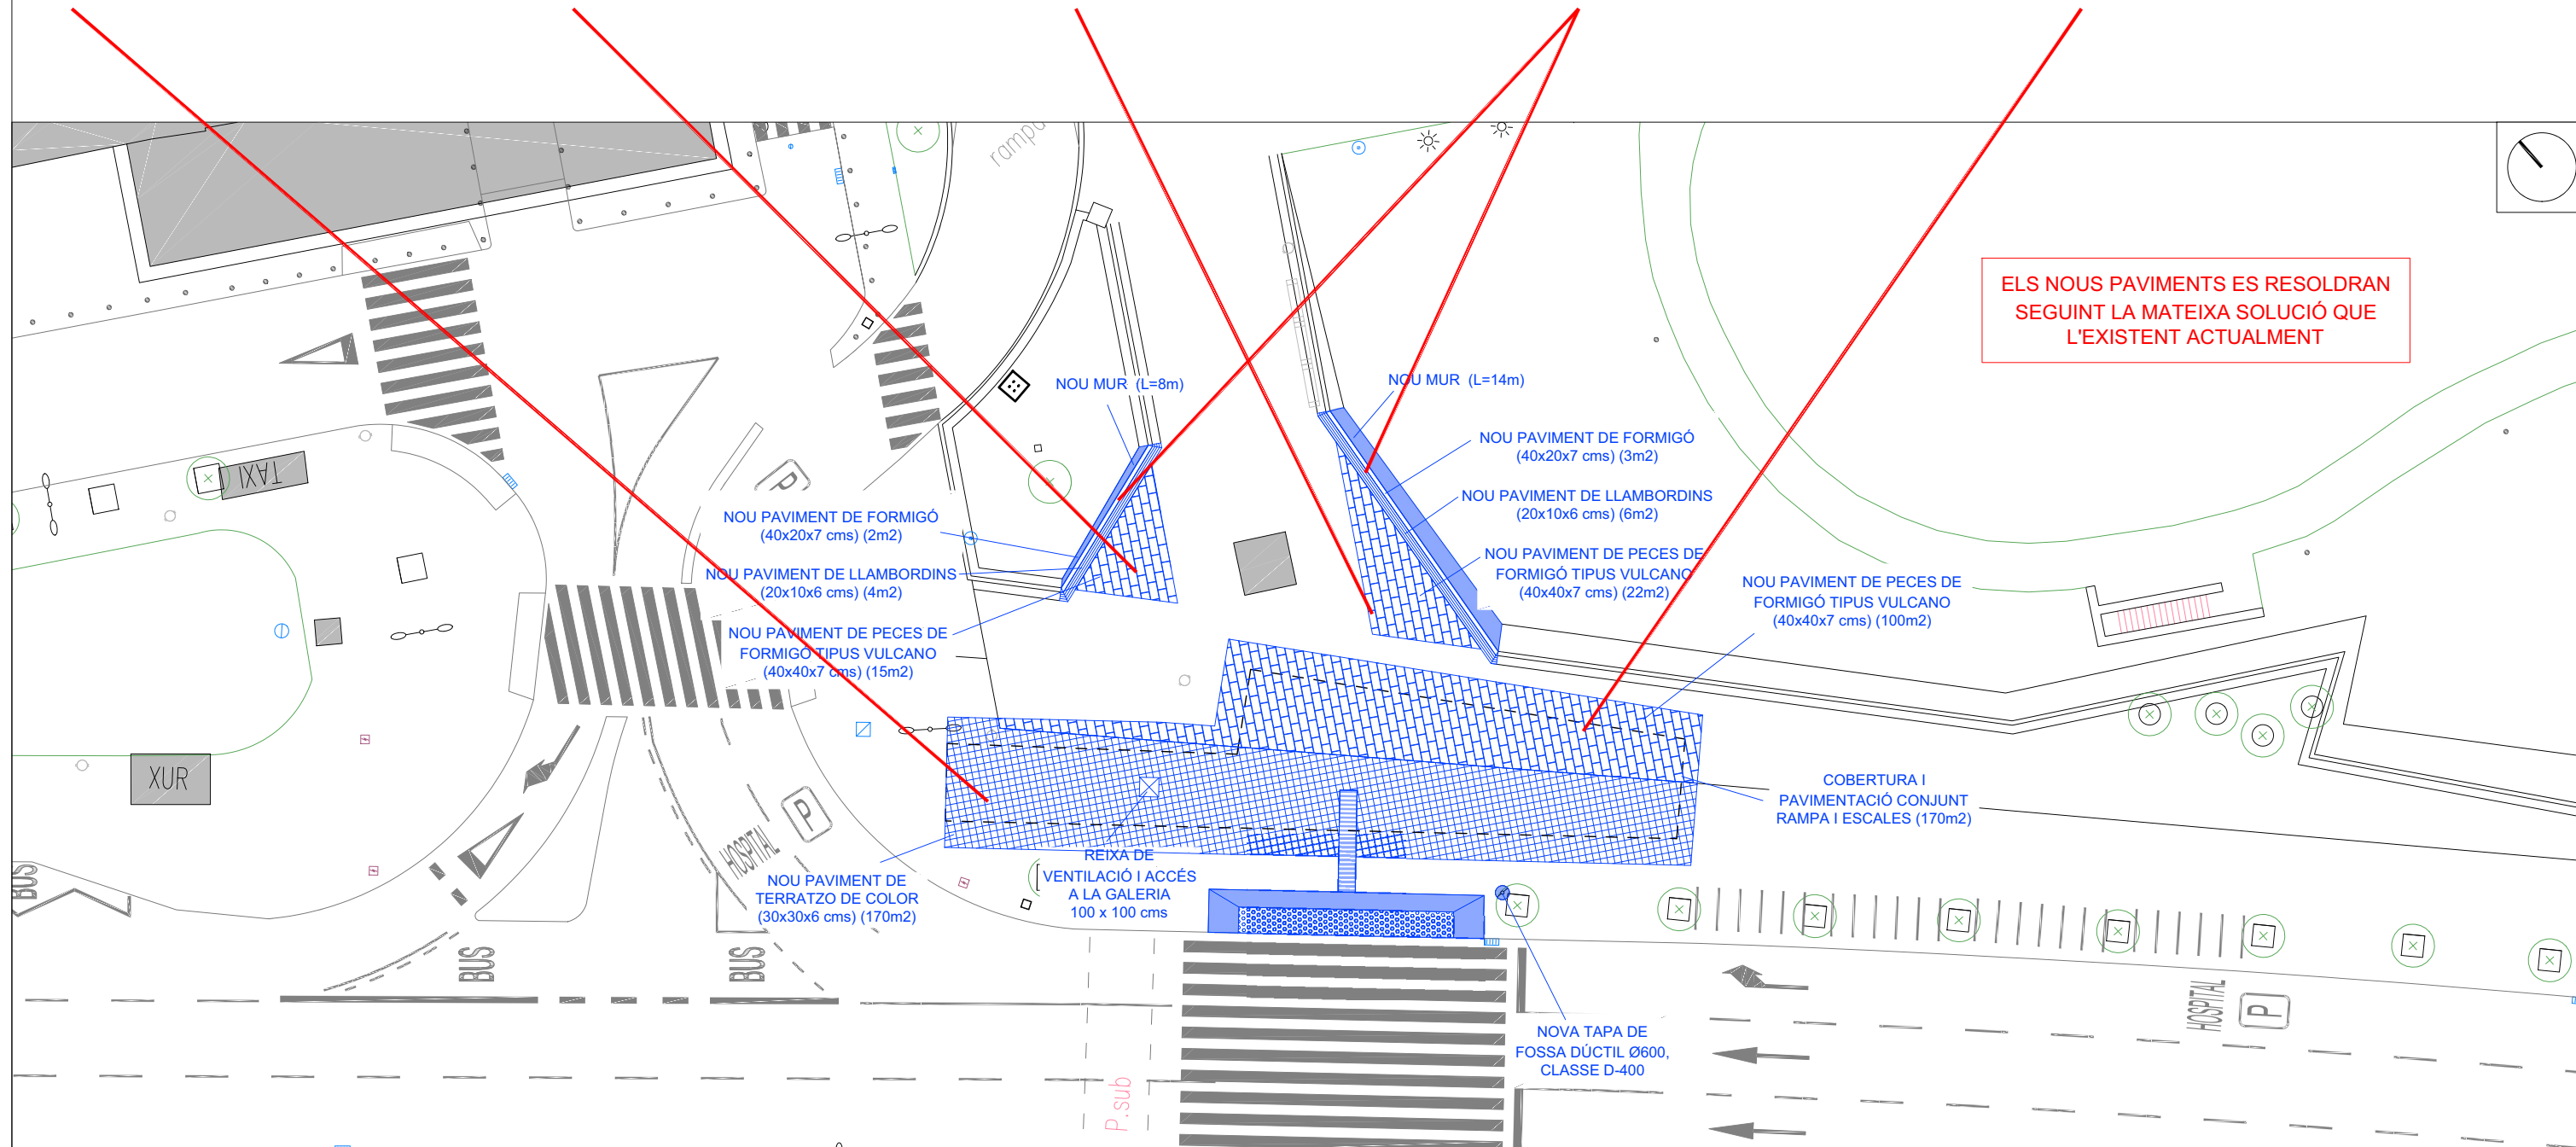 rampa
ELS NOUS PAVIMENTS ES RESOLDRAN
SEGUINT LA MATEIXA SOLUCIÓ QUE
L'EXISTENT ACTUALMENT
NOU MUR (L=8m)
NOU MUR (L=14m)
NOU PAVIMENT DE FORMIGÓ
(40x20x7 cms) (3m2)
NOU PAVIMENT DE LLAMBORDINS
(20x10x6 cms) (6m2)
NOU PAVIMENT DE PECES DE
FORMIGÓ TIPUS VULCANO
(40x40x7 cms) (22m2)
TAXI
P
NOU PAVIMENT DE FORMIGÓ
(40x20x7 cms) (2m2)
NOU PAVIMENT DE LLAMBORDINS
(20x10x6 cms) (4m2)
NOU PAVIMENT DE PECES DE
FORMIGÓ TIPUS VULCANO
(40x40x7 cms) (15m2)
NOU PAVIMENT DE PECES DE
FORMIGÓ TIPUS VULCANO
(40x40x7 cms) (100m2)
XUR
P
HOSPITAL
COBERTURA I
PAVIMENTACIÓ CONJUNT
RAMPA I ESCALES (170m2)
BUS
NOU PAVIMENT DE
TERRATZO DE COLOR
(30x30x6 cms) (170m2)
REIXA DE
VENTILACIÓ I ACCÉS
A LA GALERIA
100 x 100 cms
BUS
BUS
HOSPITAL
P
NOVA TAPA DE
FOSSA DÚCTIL Ø600,
CLASSE D-400
P.sub